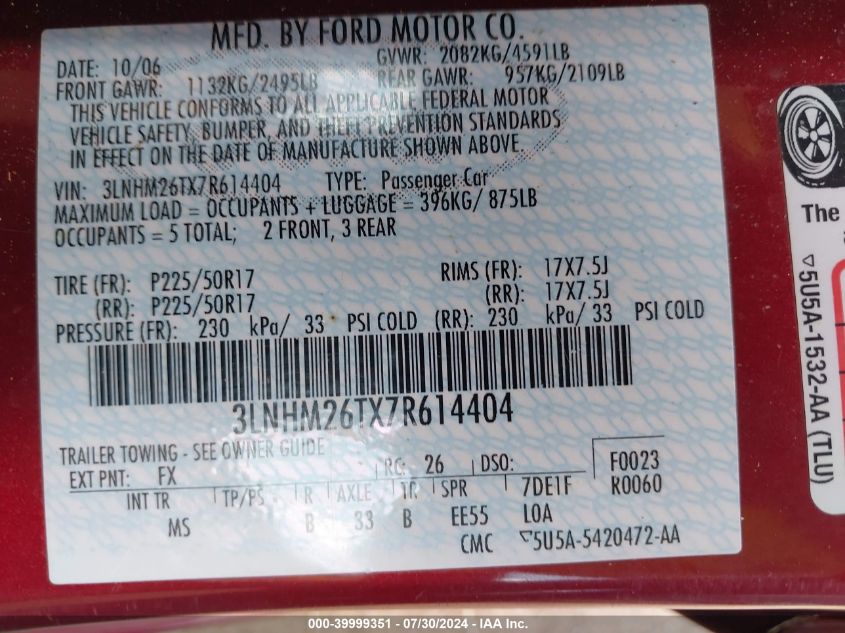 MFD. BY FORD MOTOR CO.
DATE: 10/06 GVWR: 2082KG/4591LB
FRONT GAWR: 1132KG/2495LB REAR GAWR: 957KG/2109LB
THIS VEHICLE CONFORMS TO ALL APPLICABLE FEDERAL MOTOR
VEHICLE SAFETY, BUMPER, AND THEFT PREVENTION STANDARDS
IN EFFECT ON THE DATE OF MANUFACTURE SHOWN ABOVE.
VIN: 3LNHM26TX7R614404 TYPE: Passenger Car
MAXIMUM LOAD = OCCUPANTS + LUGGAGE = 396KG/ 875LB
OCCUPANTS = 5 TOTAL; 2 FRONT, 3 REAR
TIRE (FR): P225/50R17 RIMS (FR): 17X7.5J
(RR): P225/50R17 (RR): 17X7.5J
PRESSURE (FR): 230 kPa/ 33 PSI COLD (RR): 230 kPa/ 33 PSI COLD
3LNHM26TX7R614404
TRAILER TOWING - SEE OWNER GUIDE
EXT PNT: FX RC: 26 DSO: F0023
INT TR TP/PS R AXLE TR SPR 7DE1F R0060
MS B 33 B EE55 LOA
CMC 5U5A-5420472-AA
The
5U5A-1532-AA (TLU)
000-39999351 - 07/30/2024 - IAA Inc.